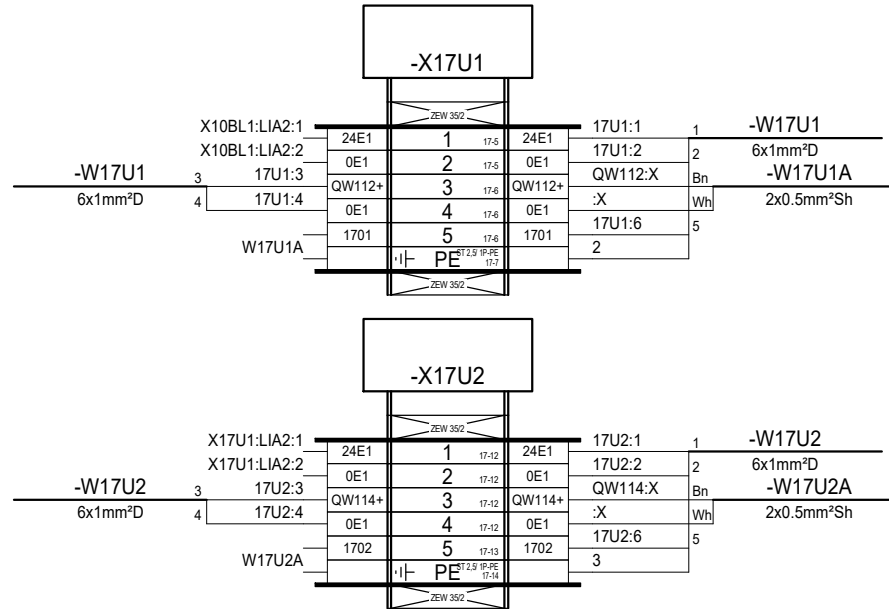 -X17U1
ZEW 35/2
X10BL1:LIA2:1 24E1 1 17-5 24E1 17U1:1 1 -W17U1
X10BL1:LIA2:2 0E1 2 17-5 0E1 17U1:2 2 6x1mm²D
-W17U1 3 17U1:3 QW112+ 3 17-6 QW112+ QW112:X Bn -W17U1A
6x1mm²D 4 17U1:4 0E1 4 17-6 0E1 :X Wh 2x0.5mm²Sh
1701 5 17-6 1701 17U1:6 5
W17U1A PE ST 2,5/ 1P-PE 17-7 2
ZEW 35/2
-X17U2
ZEW 35/2
X17U1:LIA2:1 24E1 1 17-12 24E1 17U2:1 1 -W17U2
X17U1:LIA2:2 0E1 2 17-12 0E1 17U2:2 2 6x1mm²D
-W17U2 3 17U2:3 QW114+ 3 17-12 QW114+ QW114:X Bn -W17U2A
6x1mm²D 4 17U2:4 0E1 4 17-12 0E1 :X Wh 2x0.5mm²Sh
1702 5 17-13 1702 17U2:6 5
W17U2A PE ST 2,5/ 1P-PE 17-14 3
ZEW 35/2